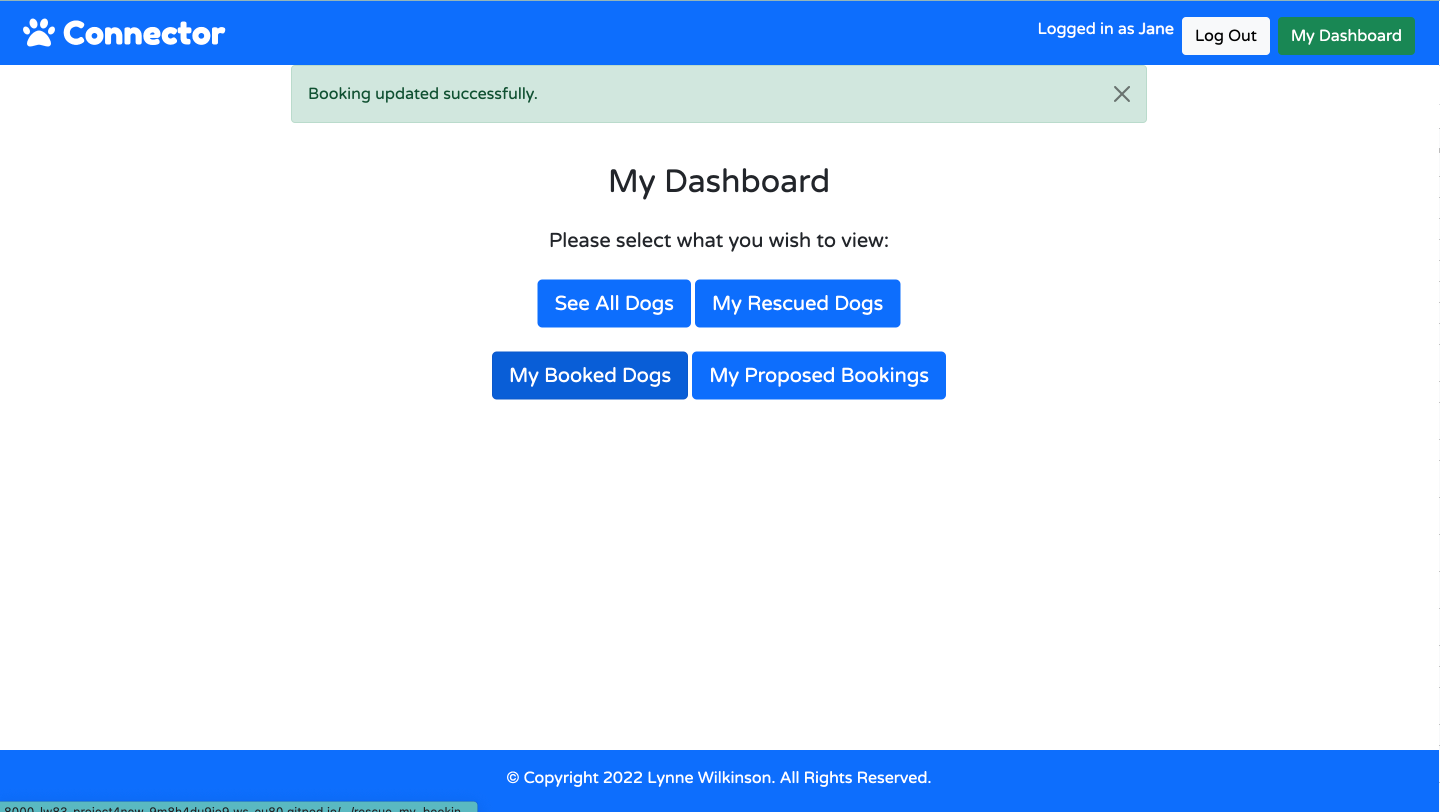 Connector
Logged in as Jane
Log Out
My Dashboard
Booking updated successfully.
My Dashboard
Please select what you wish to view:
See All Dogs
My Rescued Dogs
My Booked Dogs
My Proposed Bookings
© Copyright 2022 Lynne Wilkinson. All Rights Reserved.